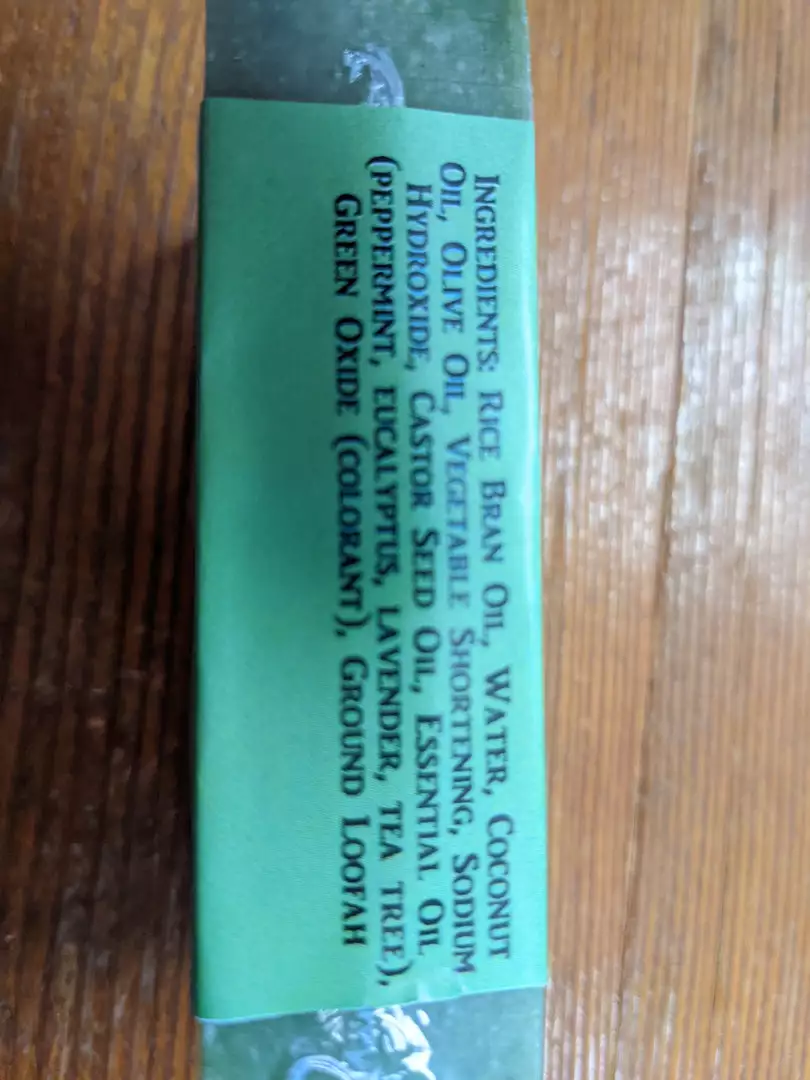 Ingredients: Rice Bran Oil, Water, Coconut
Oil, Olive Oil, Vegetable Shortening, Sodium
Hydroxide, Castor Seed Oil, Essential Oil
(peppermint, eucalyptus, lavender, tea tree),
Green Oxide (colorant), Ground Loofah